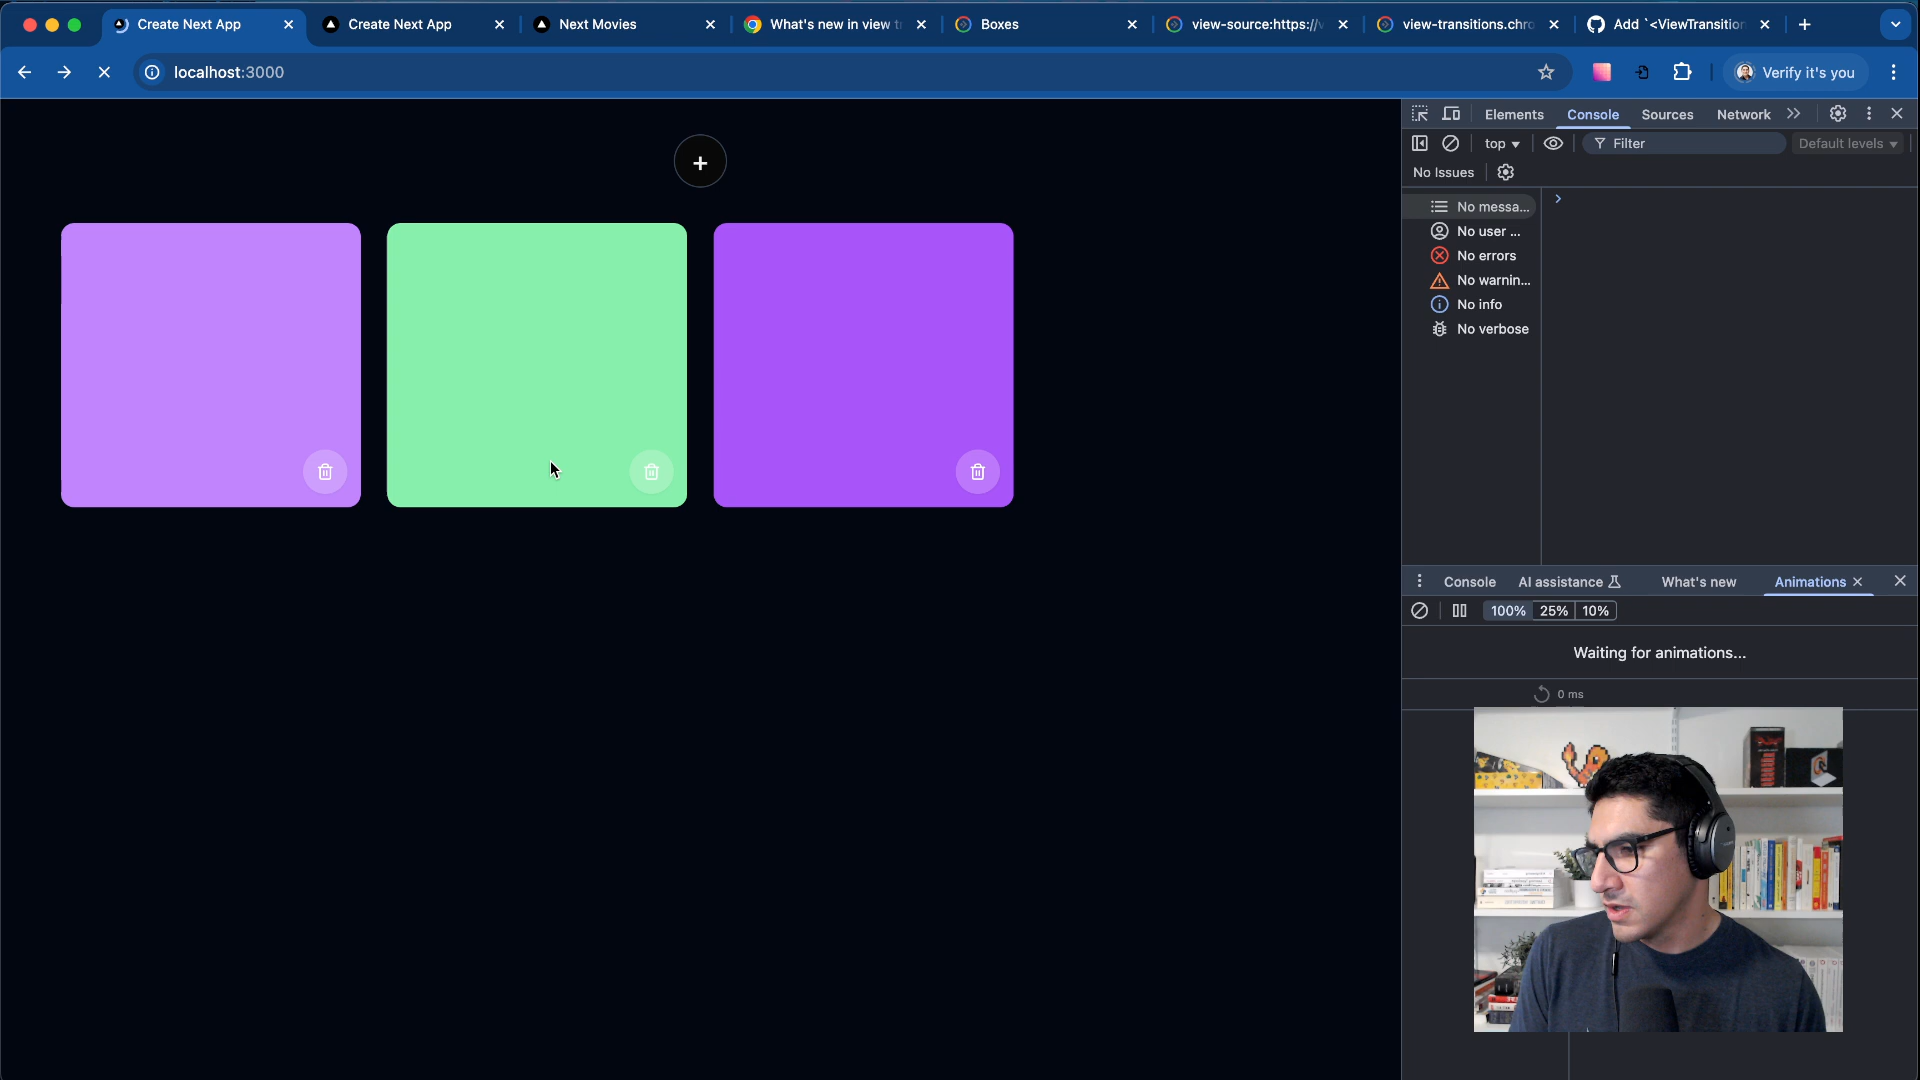 Create Next App
Create Next App
Next Movies
What's new in view t
Boxes
view-source:https://v
view-transitions.chro
Add `<ViewTransition
localhost:3000
Verify it's you
Elements
Console
Sources
Network
top
Filter
Default levels
No Issues
No messa...
No user ...
No errors
No warnin...
No info
No verbose
Console
AI assistance
What's new
Animations
100%
25%
10%
Waiting for animations...
0 ms